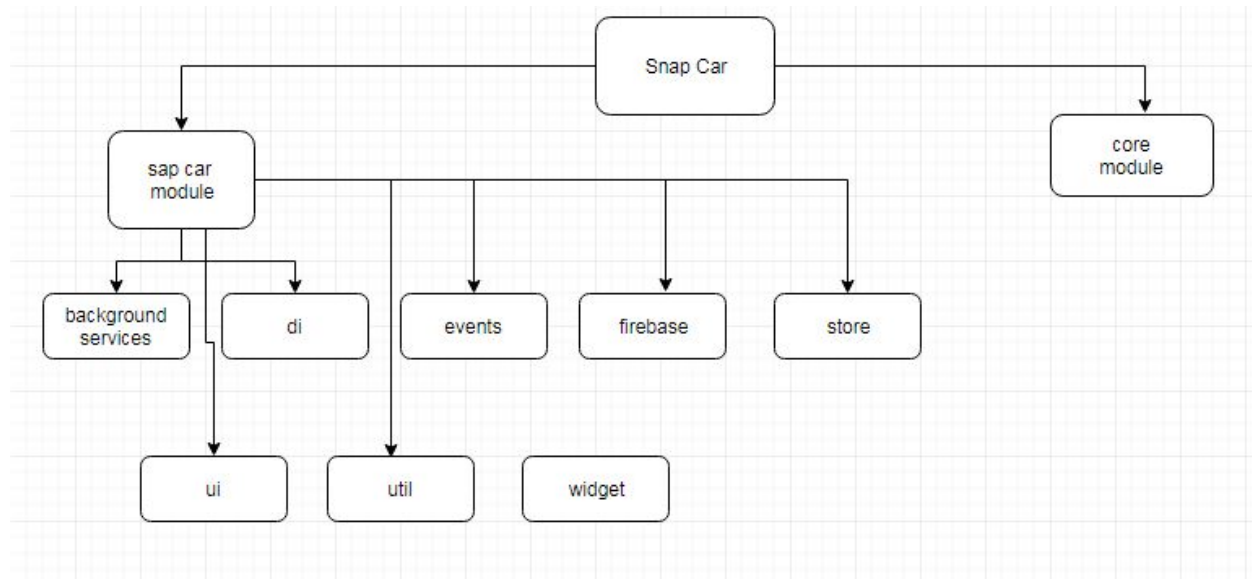 Snap Car
core
module
sap car
module
background
services
di
events
firebase
store
ui
util
widget